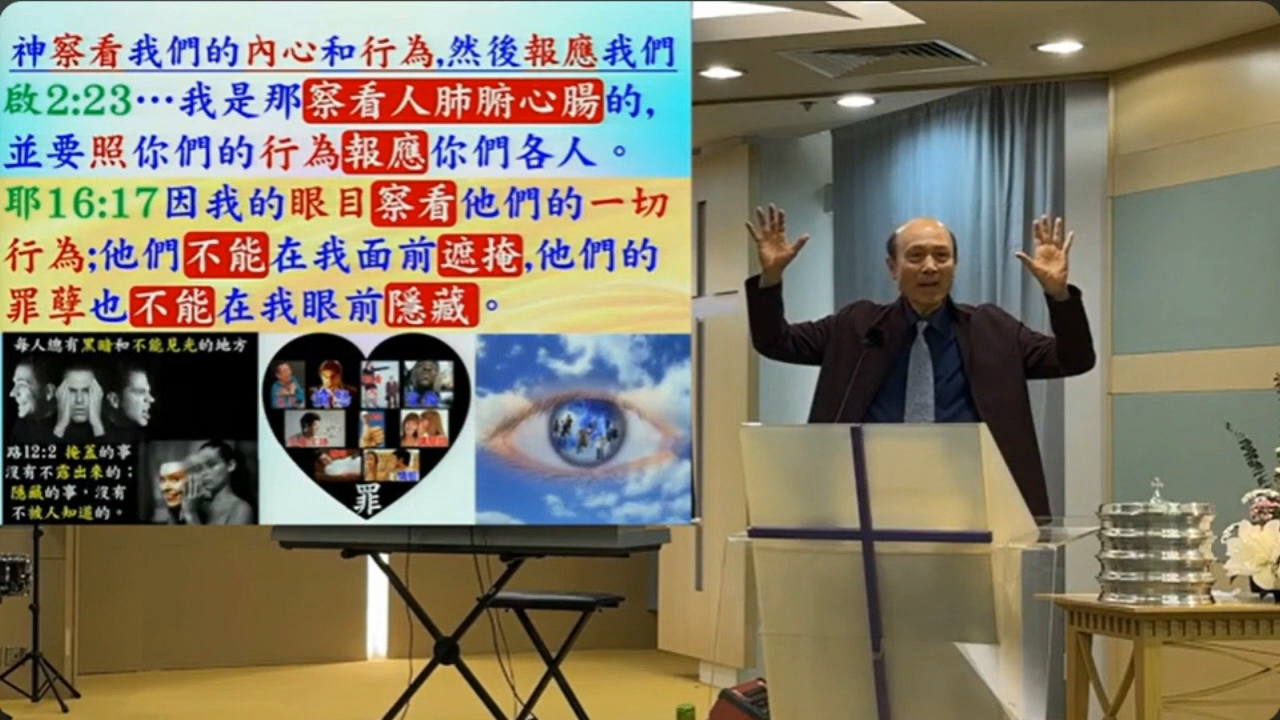 神察看我們的內心和行為,然後報應我們
啟2:23…我是那察看人肺腑心腸的,
並要照你們的行為報應你們各人。
耶16:17因我的眼目察看他們的一切
行為;他們不能在我面前遮掩,他們的
罪孽也不能在我眼前隱藏。
每人總有黑暗和不能見光的地方
路12:2 掩蓋的事
沒有不露出來的；
隱藏的事，沒有
不被人知道的。
罪